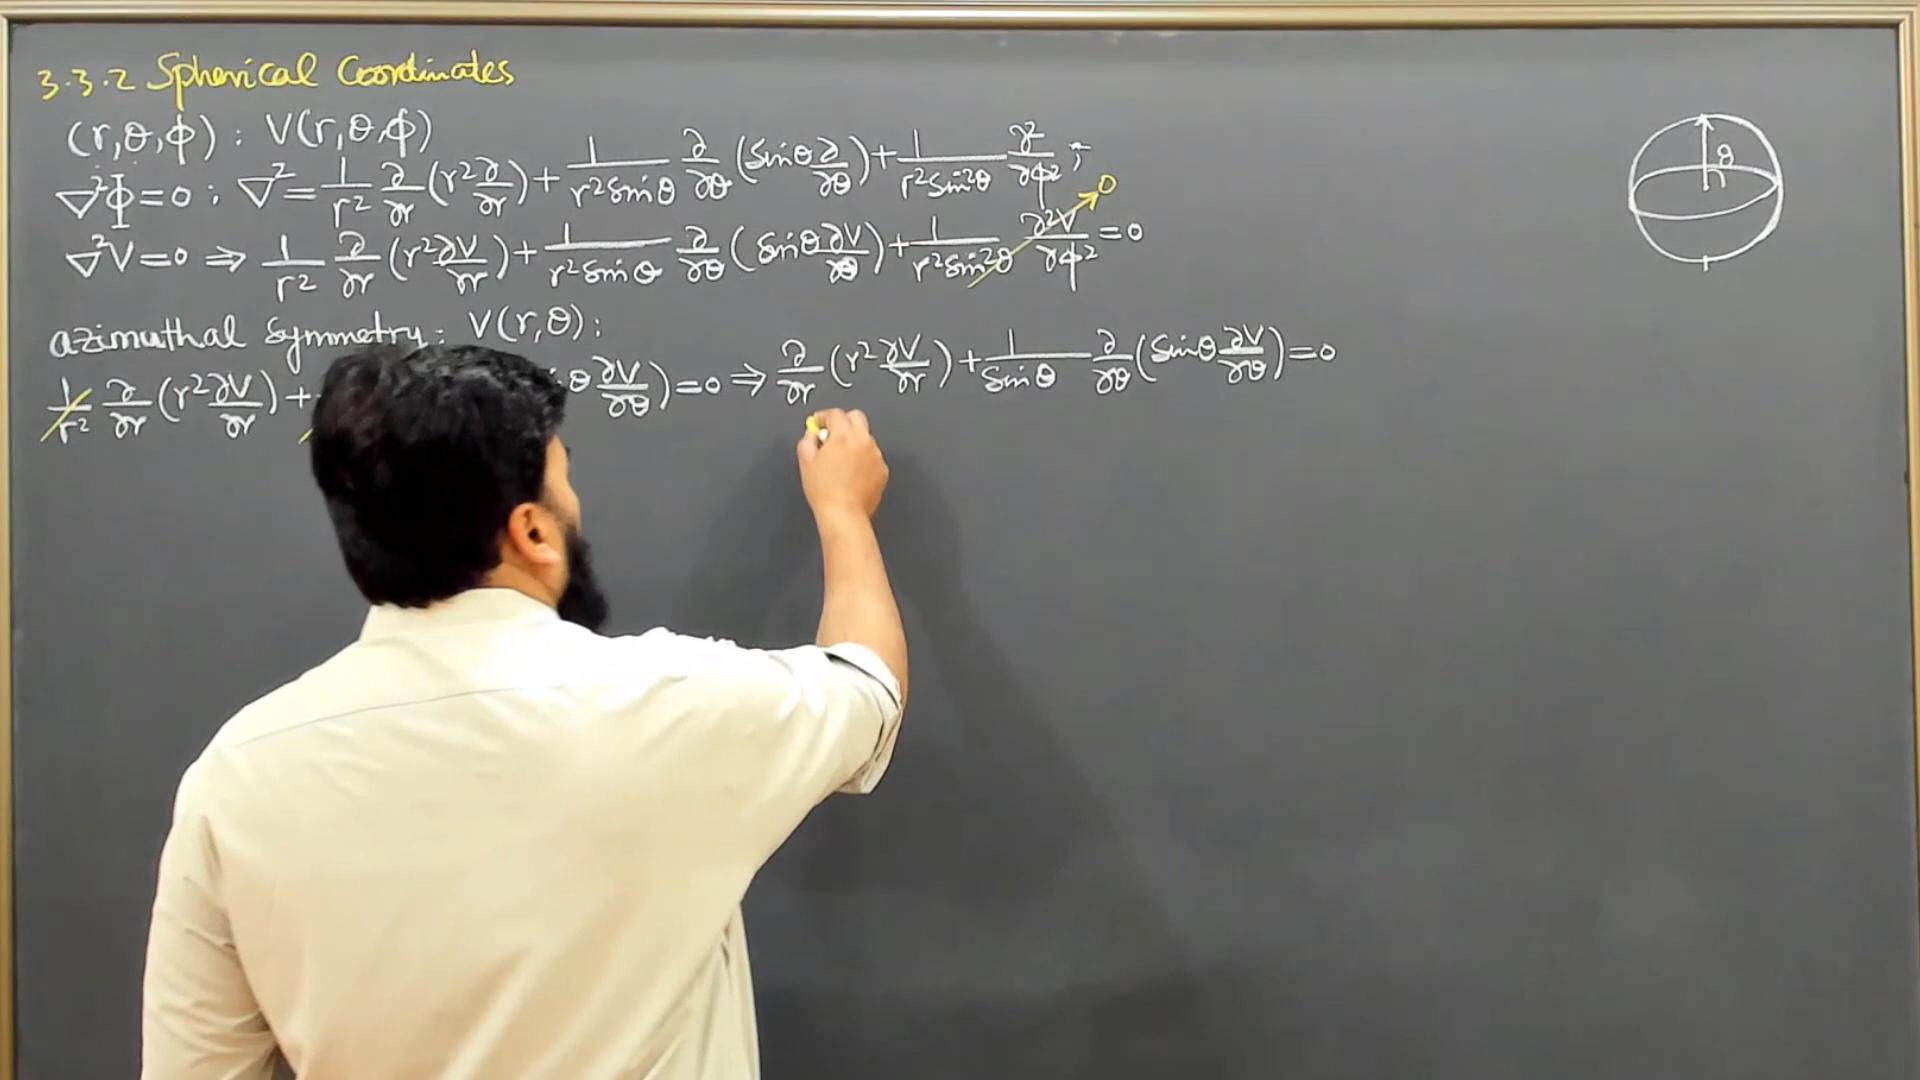 3.3.2 Spherical Coordinates
(r,θ,ϕ) : V(r,θ,ϕ)
∇²Φ=0 : ∇²= 1/r² ∂/∂r (r² ∂/∂r) + 1/(r² sinθ) ∂/∂θ (sinθ ∂/∂θ) + 1/(r² sin²θ) ∂²/∂ϕ² ;
∇²V=0 ⇒ 1/r² ∂/∂r (r² ∂V/∂r) + 1/(r² sinθ) ∂/∂θ (sinθ ∂V/∂θ) + 1/(r² sin²θ) ∂²V/∂ϕ² = 0
0
azimuthal symmetry: V(r,θ):
1/r² ∂/∂r (r² ∂V/∂r) + θ ∂V/∂θ) = 0 ⇒ ∂/∂r (r² ∂V/∂r) + 1/sinθ ∂/∂θ (sinθ ∂V/∂θ) = 0
θ